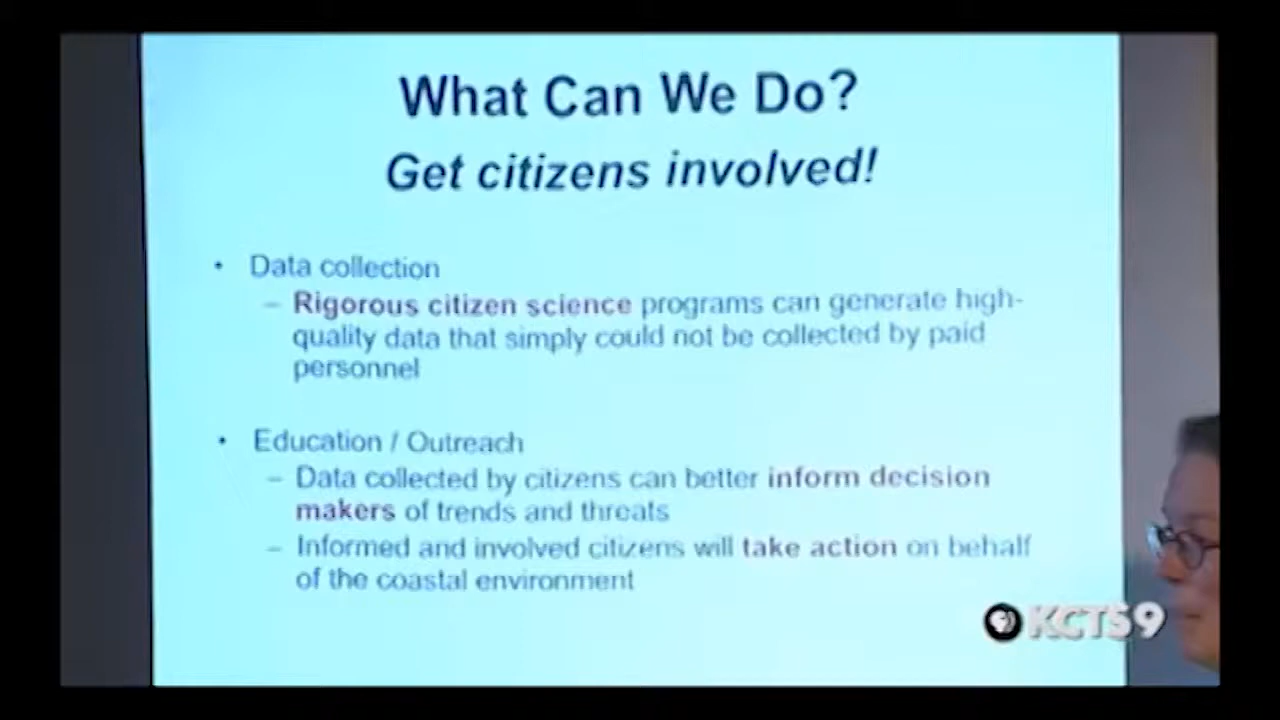 What Can We Do?
Get citizens involved!
• Data collection
– Rigorous citizen science programs can generate high-
quality data that simply could not be collected by paid
personnel
• Education / Outreach
– Data collected by citizens can better inform decision
makers of trends and threats
– Informed and involved citizens will take action on behalf
of the coastal environment
KCTS9